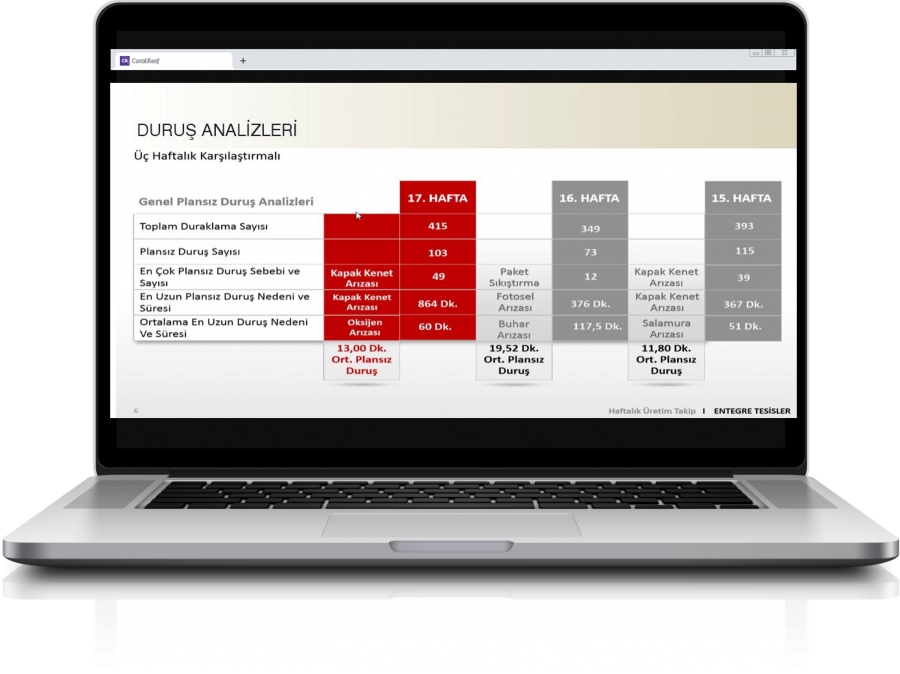 CR CoralReef
DURUŞ ANALİZLERİ
Üç Haftalık Karşılaştırmalı
Genel Plansız Duruş Analizleri 17. HAFTA 16. HAFTA 15. HAFTA
Toplam Duraklama Sayısı 415 349 393
Plansız Duruş Sayısı 103 73 115
En Çok Plansız Duruş Sebebi ve
Sayısı
Kapak Kenet
Arızası
49
Paket
Sıkıştırma
12
Kapak Kenet
Arızası
39
En Uzun Plansız Duruş Nedeni ve
Süresi
Kapak Kenet
Arızası
864 Dk.
Fotosel
Arızası
376 Dk.
Kapak Kenet
Arızası
367 Dk.
Ortalama En Uzun Duruş Nedeni
Ve Süresi
Oksijen
Arızası
60 Dk.
Buhar
Arızası
117,5 Dk.
Salamura
Arızası
51 Dk.
13,00 Dk.
Ort. Plansız
Duruş
19,52 Dk.
Ort. Plansız
Duruş
11,80 Dk.
Ort. Plansız
Duruş
6
Haftalık Üretim Takip I ENTEGRE TESİSLER